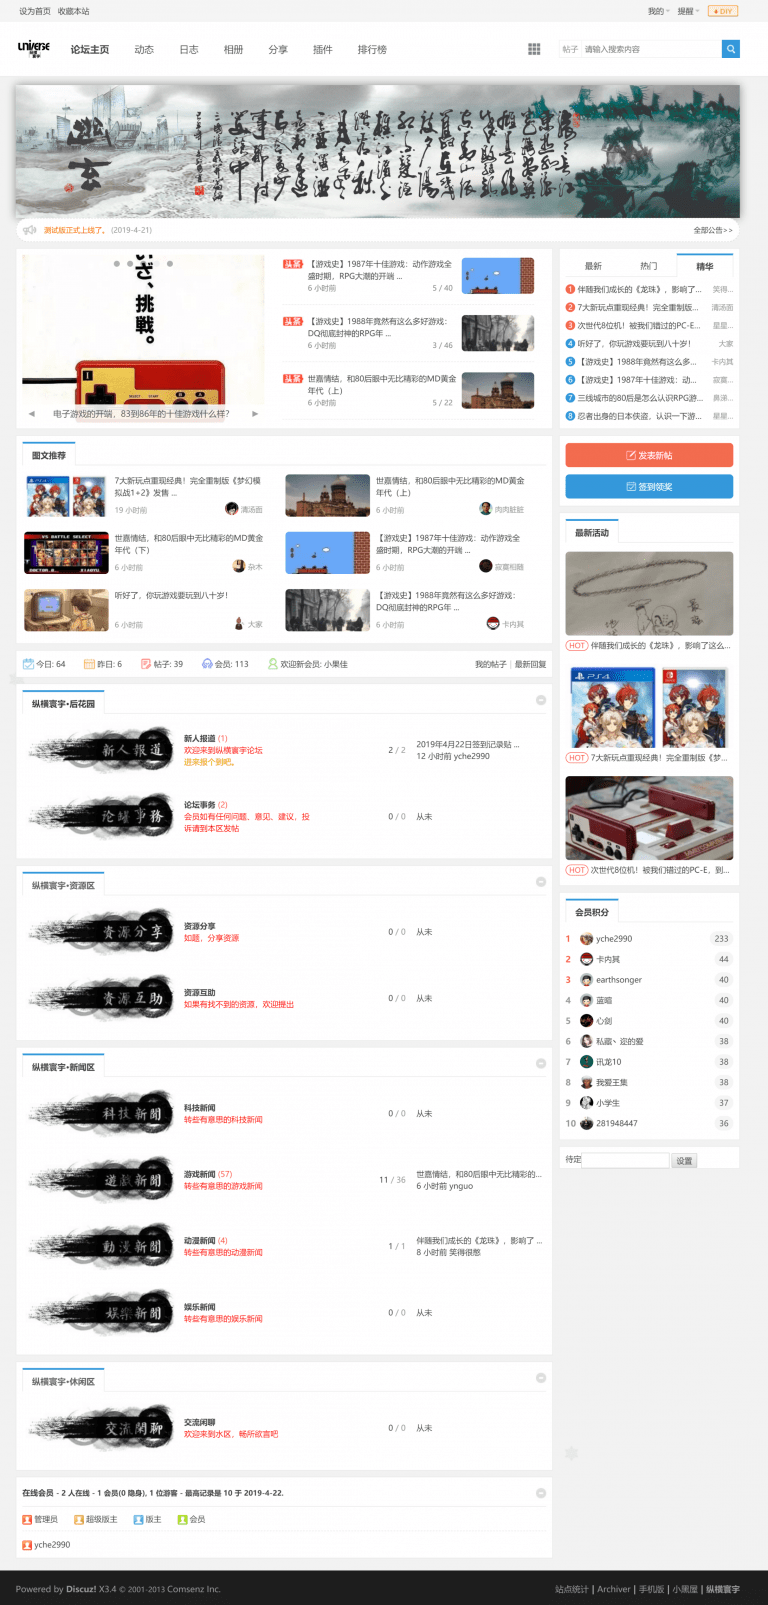 设为首页 收藏本站
我的 提醒 DIY
UNIVERSE
论坛主页 动态 日志 相册 分享 插件 排行榜
帖子 请输入搜索内容
测试版正式上线了。 (2019-4-21)
全部公告>>
挑戦。
电子游戏的开端，83到86年的十佳游戏什么样?
头条 【游戏史】1987年十佳游戏：动作游戏全
盛时期，RPG大潮的开端 ...
6 小时前 5 / 40
头条 【游戏史】1988年竟然有这么多好游戏：
DQ彻底封神的RPG年 ...
6 小时前 3 / 46
头条 世嘉情结，和80后眼中无比精彩的MD黄金
年代（上）
6 小时前 5 / 22
最新 热门 精华
1 伴随我们成长的《龙珠》，影响了... 笑得...
2 7大新玩点重现经典！完全重制版... 清汤面
3 次世代8位机！被我们错过的PC-E... 星星...
4 听好了，你玩游戏要玩到八十岁！ 大家
5 【游戏史】1988年竟然有这么多... 卡内其
6 【游戏史】1987年十佳游戏：动... 寂寞...
7 三线城市的80后是怎么认识RPG游... 鼻涕...
8 忍者出身的日本侠盗，认识一下游... 星星...
发表新帖
签到领奖
图文推荐
7大新玩点重现经典！完全重制版《梦幻模
拟战1+2》发售 ...
19 小时前 清汤面
世嘉情结，和80后眼中无比精彩的MD黄金
年代（上）
6 小时前 肉肉脏脏
VS BATTLE SELECT
世嘉情结，和80后眼中无比精彩的MD黄金
年代（下）
6 小时前 杂木
【游戏史】1987年十佳游戏：动作游戏全
盛时期，RPG大潮的开端 ...
6 小时前 寂寞相随
听好了，你玩游戏要玩到八十岁！
6 小时前 大家
【游戏史】1988年竟然有这么多好游戏：
DQ彻底封神的RPG年 ...
6 小时前 卡内其
最新活动
HOT 伴随我们成长的《龙珠》，影响了这么...
PS4
HOT 7大新玩点重现经典！完全重制版《梦...
HOT 次世代8位机！被我们错过的PC-E，到...
今日: 64 昨日: 6 帖子: 39 会员: 113 欢迎新会员: 小果佳
我的帖子 | 最新回复
纵横寰宇•后花园
新人報道
新人报道 (1)
欢迎来到纵横寰宇论坛
进来报个到吧。
2 / 2
2019年4月22日签到记录贴 ...
12 小时前 yche2990
论坛事务 (2)
会员如有任何问题、意见、建议，投
诉请到本区发帖
0 / 0 从未
纵横寰宇•资源区
資源分享
资源分享
如题，分享资源
0 / 0 从未
資源互助
资源互助
如果有找不到的资源，欢迎提出
0 / 0 从未
纵横寰宇•新闻区
科技新聞
科技新闻
转些有意思的科技新闻
0 / 0 从未
遊戲新聞
游戏新闻 (57)
转些有意思的游戏新闻
11 / 36
世嘉情结，和80后眼中无比精彩的...
6 小时前 ynguo
動漫新聞
动漫新闻 (4)
转些有意思的动漫新闻
1 / 1
伴随我们成长的《龙珠》，影响了 ...
8 小时前 笑得很憨
娛樂新聞
娱乐新闻
转些有意思的娱乐新闻
0 / 0 从未
纵横寰宇•休闲区
交流闲聊
交流闲聊
欢迎来到水区，畅所欲言吧
0 / 0 从未
会员积分
1 yche2990 233
2 卡内其 44
3 earthsonger 40
4 蓝喵 40
5 心剑 40
6 私藏丶迩的爱 38
7 讯龙10 38
8 我爱王集 38
9 小学生 37
10 281948447 36
待定 设置
在线会员 - 2 人在线 - 1 会员(0 隐身), 1 位游客 - 最高记录是 10 于 2019-4-22.
管理员 超级版主 版主 会员
yche2990
Powered by Discuz! X3.4 © 2001-2013 Comsenz Inc.
站点统计 | Archiver | 手机版 | 小黑屋 | 纵横寰宇